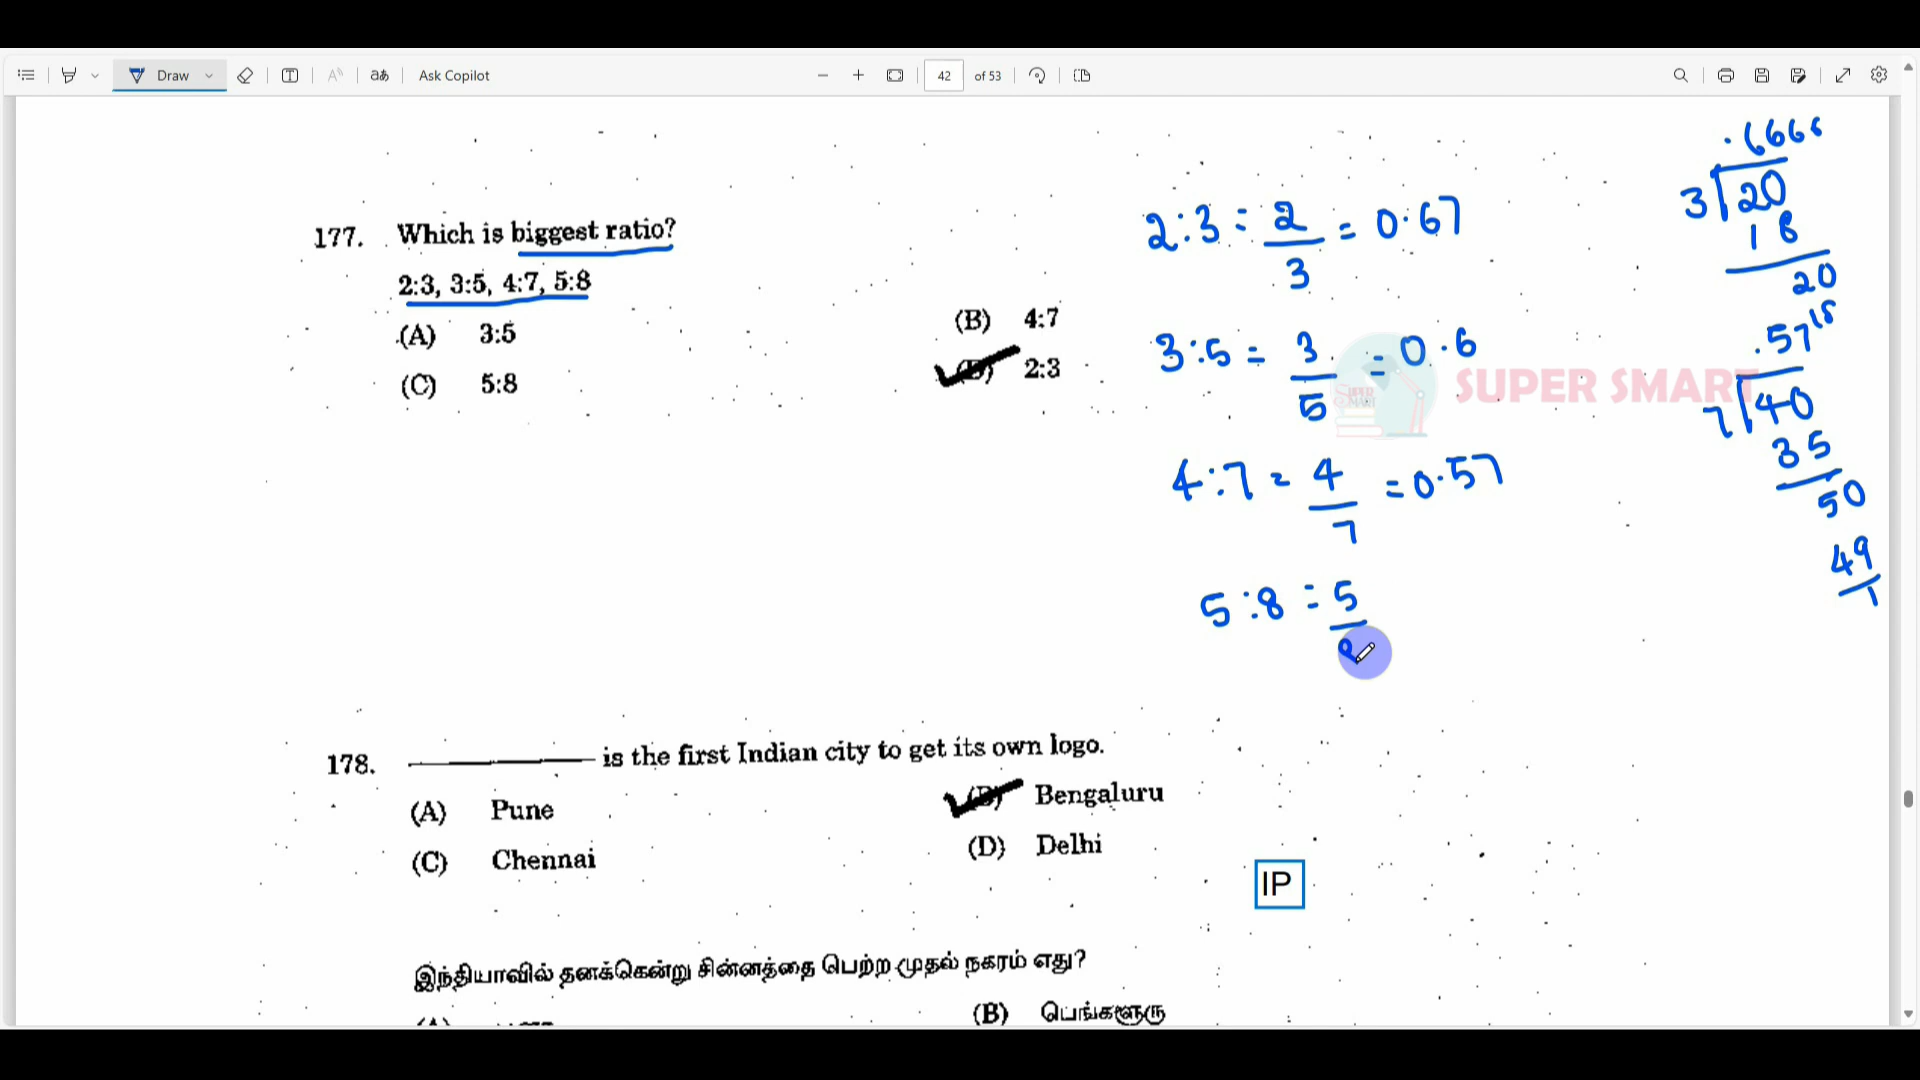 Draw
Ask Copilot
42 of 53
177. Which is biggest ratio?
2:3, 3:5, 4:7, 5:8
(A) 3:5
(B) 4:7
(C) 5:8
(D) 2:3
2:3 = 2/3 = 0.67
3:5 = 3/5 = 0.6
4:7 = 4/7 = 0.57
5:8 = 5/8
.6666
3 20
18
20
18
.57
7 40
35
50
49
1
SUPER SMART
178. is the first Indian city to get its own logo.
(A) Pune
(B) Bengaluru
(C) Chennai
(D) Delhi
IP
இந்தியாவில் தனக்கென்று சின்னத்தை பெற்ற முதல் நகரம் எது?
(A)
(B) பெங்களூரு